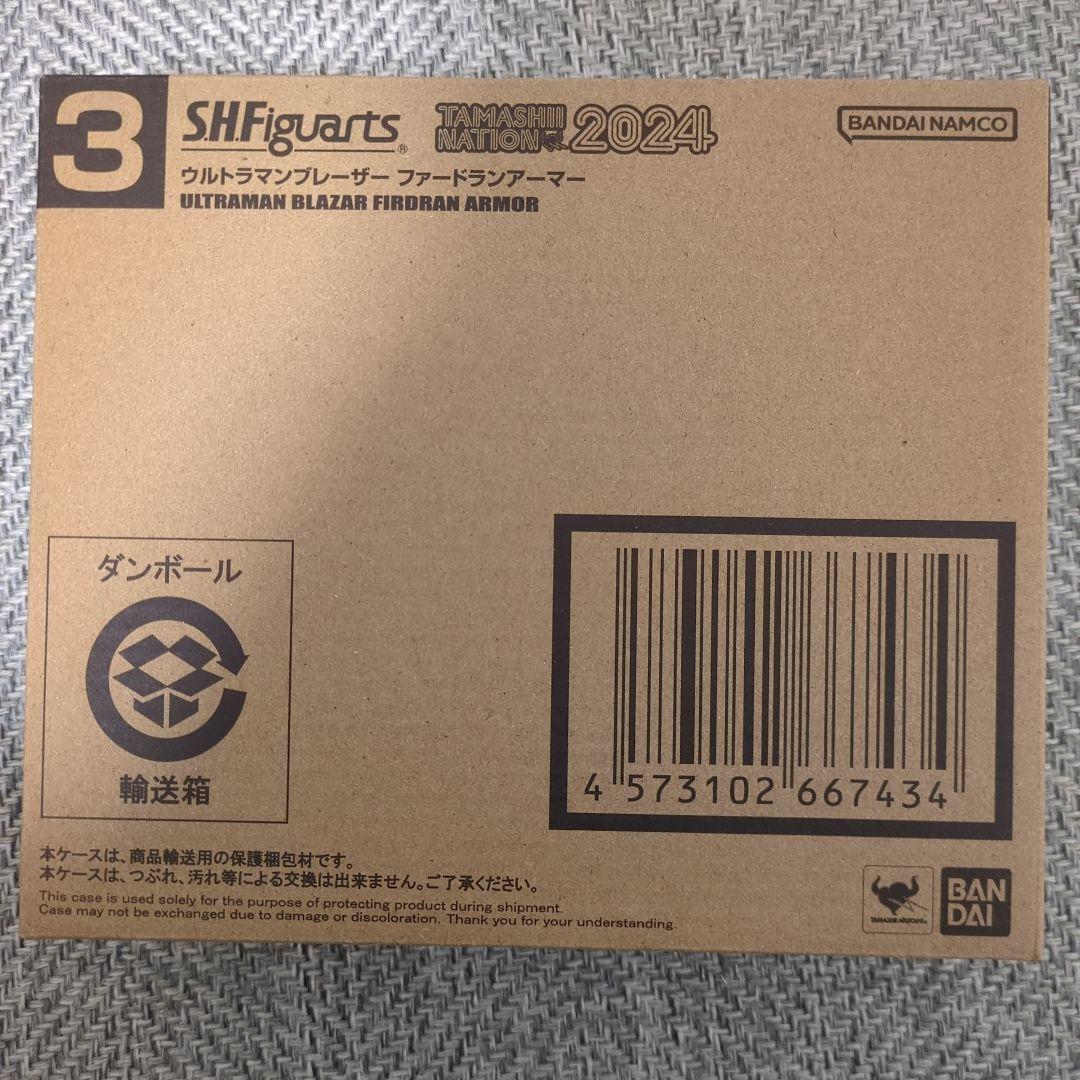 3
S.H.Figuarts®
TAMASHII NATION 2024
BANDAI NAMCO
ウルトラマンブレーザー ファードランアーマー
ULTRAMAN BLAZAR FIRDRAN ARMOR
ダンボール
輸送箱
4 573102 667434
本ケースは、商品輸送用の保護梱包材です。
本ケースは、つぶれ、汚れ等による交換は出来ません。ご了承ください。
This case is used solely for the purpose of protecting product during shipment.
Case may not be exchanged due to damage or discoloration. Thank you for your understanding.
BAN
DAI